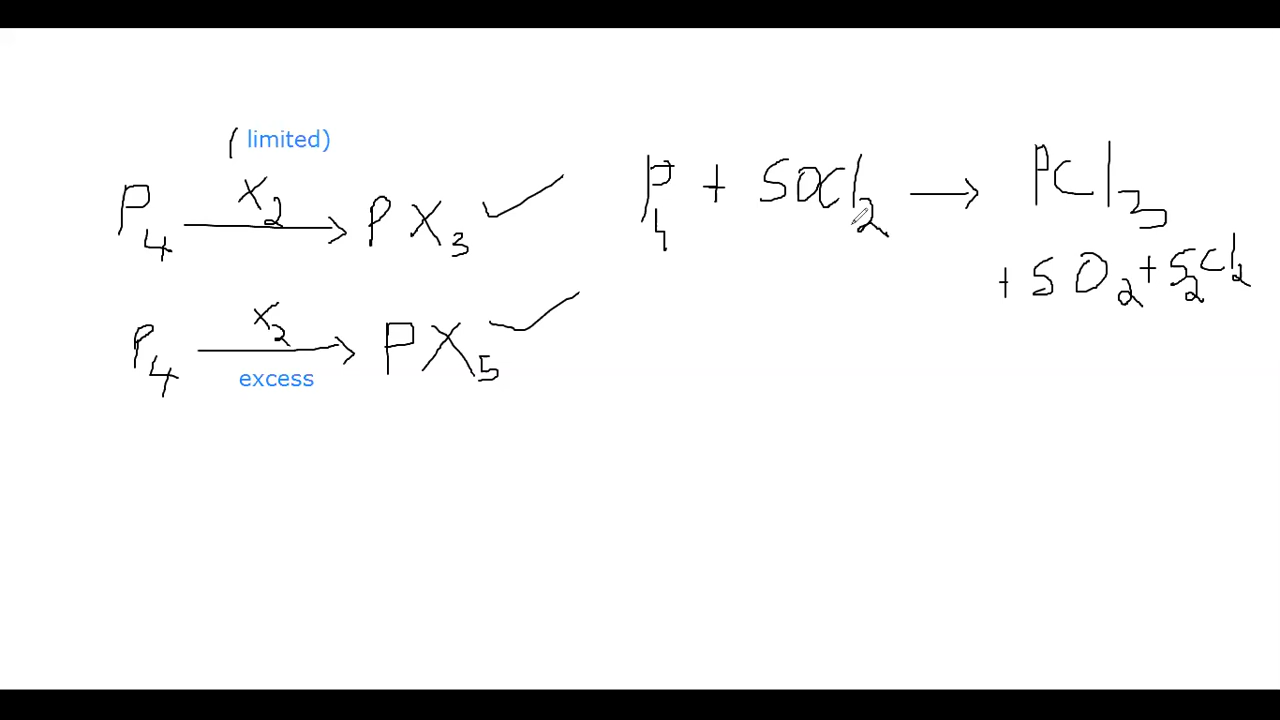 (limited)
P4 X2 → PX3 ✓
P4 X2 → PX5 ✓
excess
P4 + SOCl2 → PCl3
+ SO2 + S2Cl2